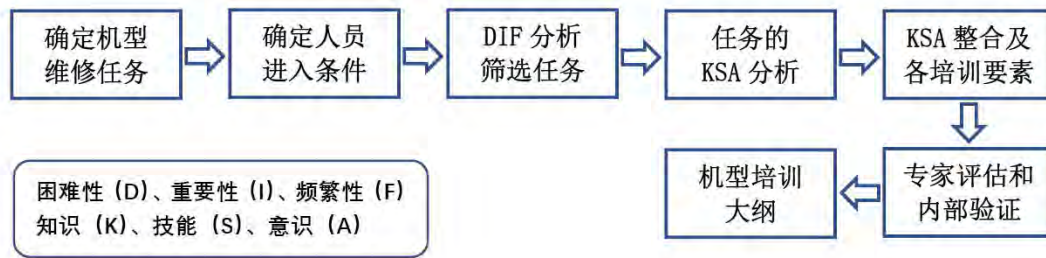 确定机型
维修任务
确定人员
进入条件
DIF 分析
筛选任务
任务的
KSA 分析
KSA 整合及
各培训要素
专家评估和
内部验证
机型培训
大纲
困难性 (D)、重要性 (I)、频繁性 (F)
知识 (K)、技能 (S)、意识 (A)